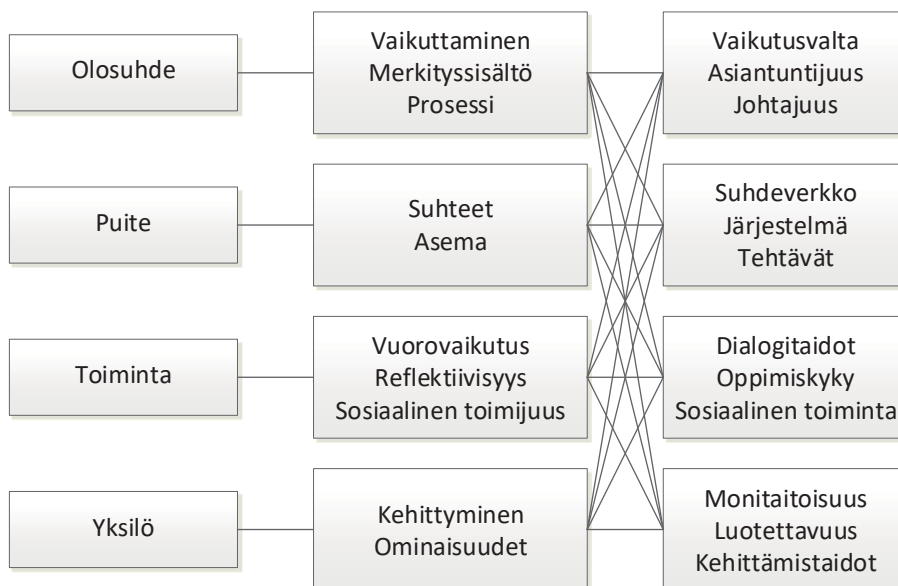 Olosuhde
Vaikuttaminen
Merkityssisältö
Prosessi
Vaikutusvalta
Asiantuntijuus
Johtajuus
Puite
Suhteet
Asema
Suhdeverkko
Järjestelmä
Tehtävät
Toiminta
Vuorovaikutus
Reflektiivisyys
Sosiaalinen toimijuus
Dialogitaidot
Oppimiskyky
Sosiaalinen toiminta
Yksilö
Kehittyminen
Ominaisuudet
Monitaitoisuus
Luotettavuus
Kehittämistaidot